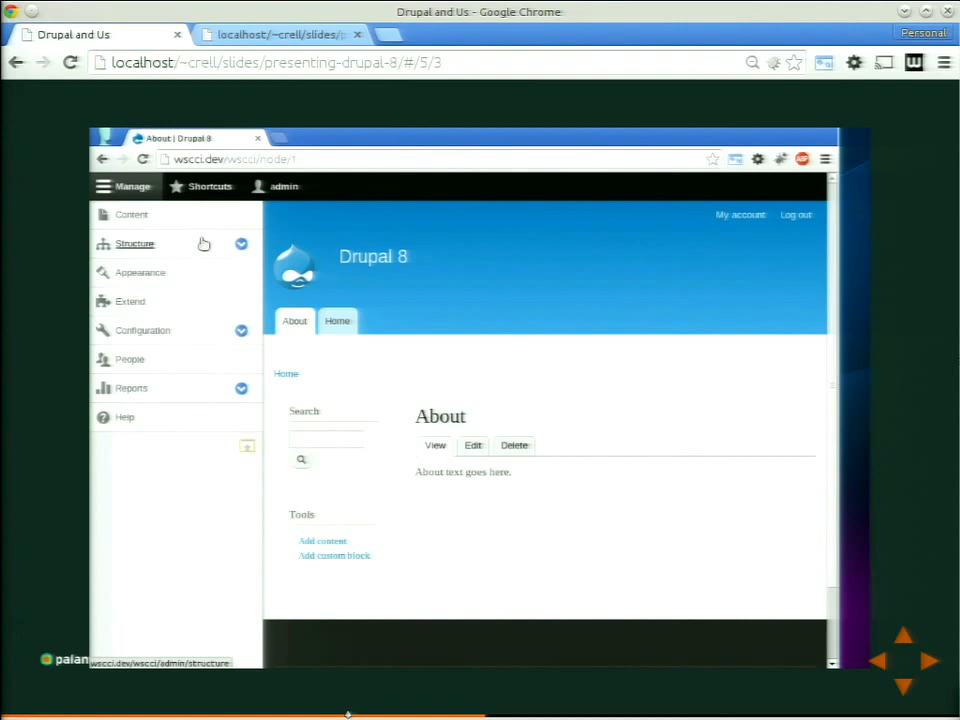 Drupal and Us - Google Chrome
Drupal and Us
localhost/~crell/slides/p
Personal
localhost/~crell/slides/presenting-drupal-8/#/5/3
W
About | Drupal 8
wscci.dev/wscci/node/1
ABP
Manage
Shortcuts
admin
Content
Structure
Appearance
Extend
Configuration
People
Reports
Help
My account
Log out
Drupal 8
About
Home
Home
Search
About
View
Edit
Delete
About text goes here.
Tools
Add content
Add custom block
palan
wscci.dev/wscci/admin/structure